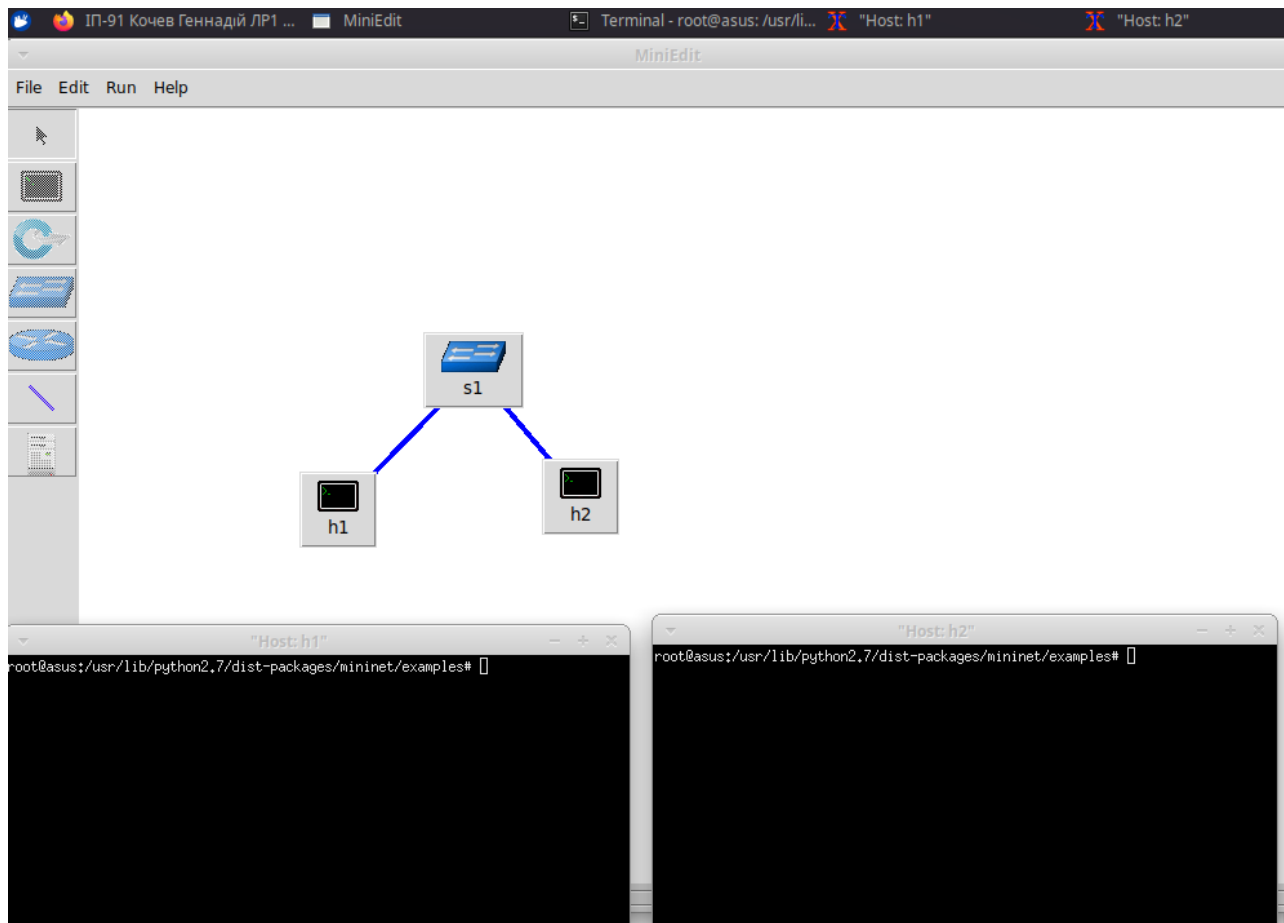 ІП-91 Кочев Геннадій ЛР1 ... MiniEdit Terminal - root@asus: /usr/li... "Host: h1" "Host: h2"
MiniEdit
File Edit Run Help
s1
h1
h2
"Host: h1"
root@asus:/usr/lib/python2.7/dist-packages/mininet/examples#
"Host: h2"
root@asus:/usr/lib/python2.7/dist-packages/mininet/examples#